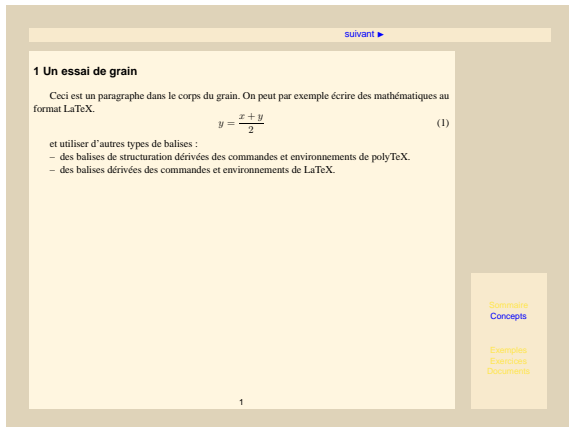 suivant ►
1 Un essai de grain
Ceci est un paragraphe dans le corps du grain. On peut par exemple écrire des mathématiques au
format LaTeX.
y = \frac{x + y}{2} (1)
et utiliser d'autres types de balises :
– des balises de structuration dérivées des commandes et environnements de polyTeX.
– des balises dérivées des commandes et environnements de LaTeX.
Concepts
Exemples
Exercices
Documents
1